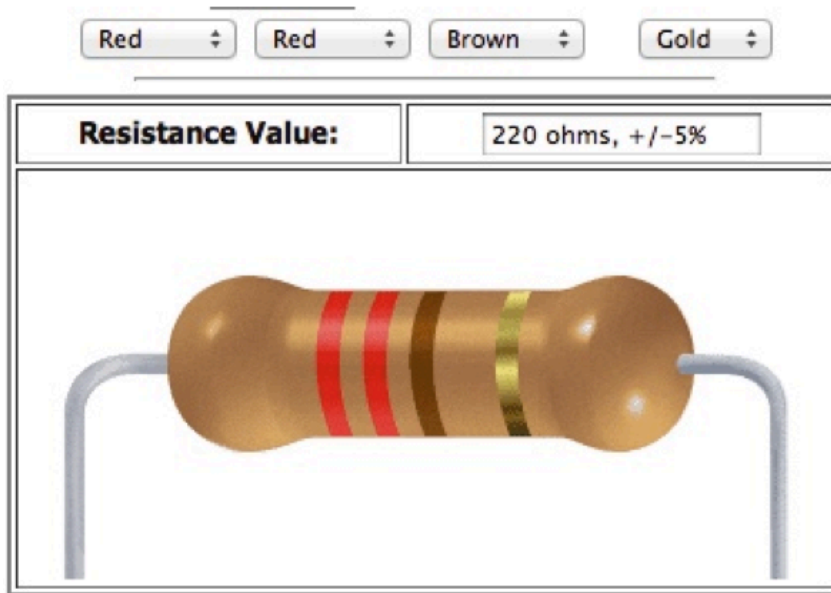 Red Red Brown Gold
Resistance Value: 220 ohms, +/-5%